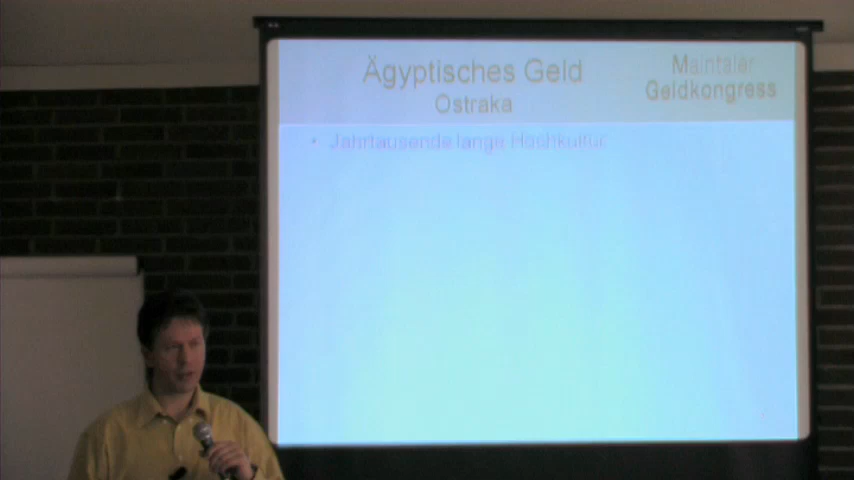 Ägyptisches Geld
Ostraka
Maintaler
Geldkongress
• Jahrtausende lange Hochkultur